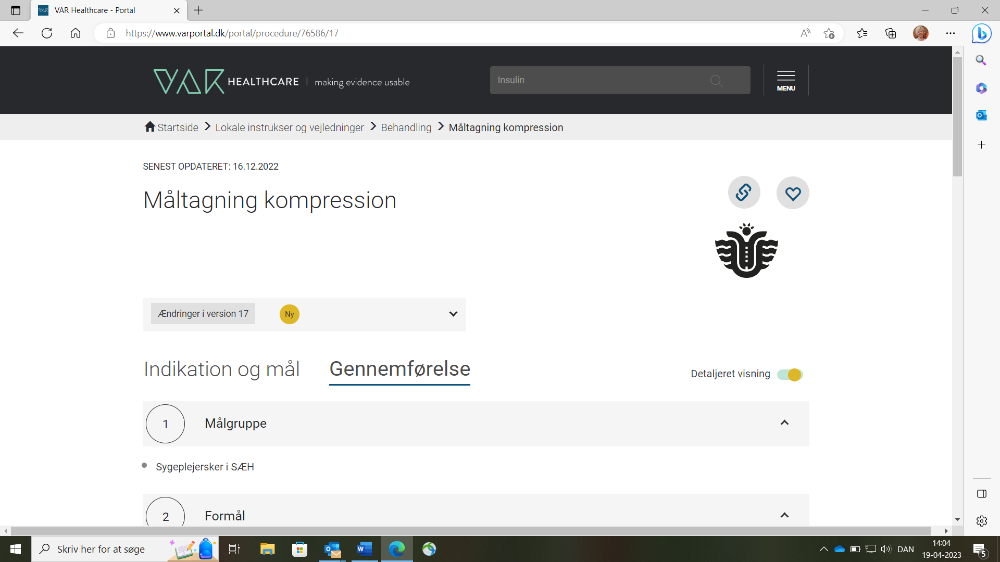 VAR Healthcare - Portal
https://www.varportal.dk/portal/procedure/76586/17
VAR HEALTHCARE | making evidence usable
Insulin
MENU
Startside > Lokale instrukser og vejledninger > Behandling > Måltagning kompression
SENEST OPDATERET: 16.12.2022
Måltagning kompression
Ændringer i version 17
Ny
Indikation og mål
Gennemførelse
Detaljeret visning
1
Målgruppe
Sygeplejersker i SÆH
2
Formål
Skriv her for at søge
DAN
14:04
19-04-2023
5